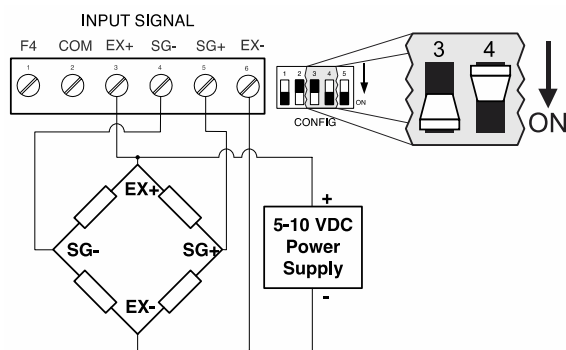 INPUT SIGNAL
F4 COM EX+ SG- SG+ EX-
1 2 3 4 5 6
1 2 3 4 5
ON
CONFIG
3 4
ON
EX+
SG- SG+
EX-
+
5-10 VDC
Power
Supply
-